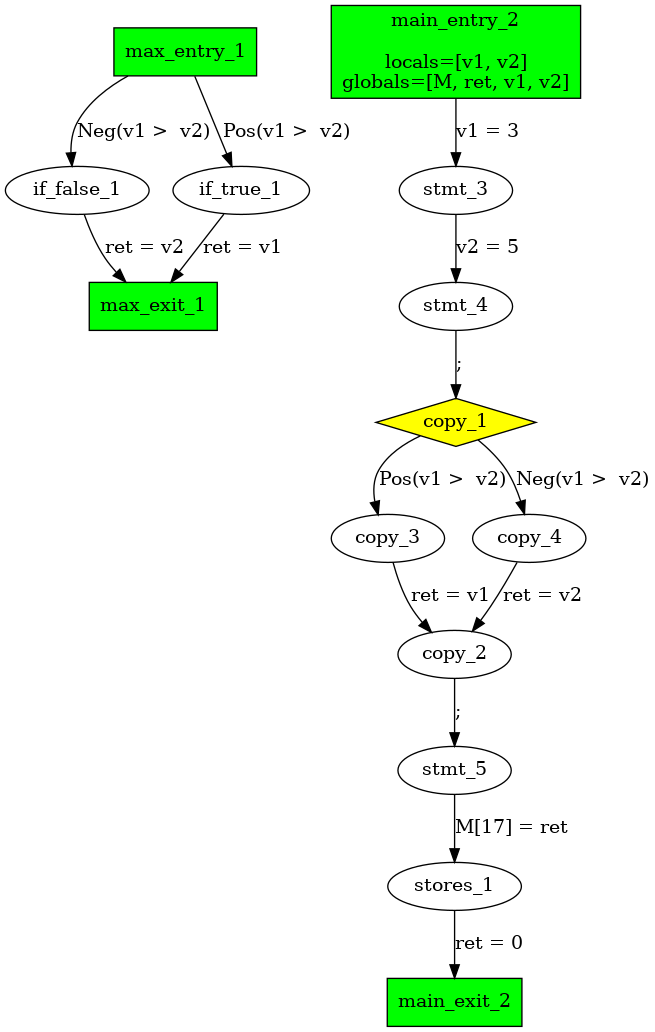 max_entry_1
Neg(v1 >  v2)
Pos(v1 >  v2)
if_false_1
if_true_1
ret = v2
ret = v1
max_exit_1
main_entry_2
locals=[v1, v2]
globals=[M, ret, v1, v2]
v1 = 3
stmt_3
v2 = 5
stmt_4
;
copy_1
Pos(v1 >  v2)
Neg(v1 >  v2)
copy_3
copy_4
ret = v1
ret = v2
copy_2
;
stmt_5
M[17] = ret
stores_1
ret = 0
main_exit_2